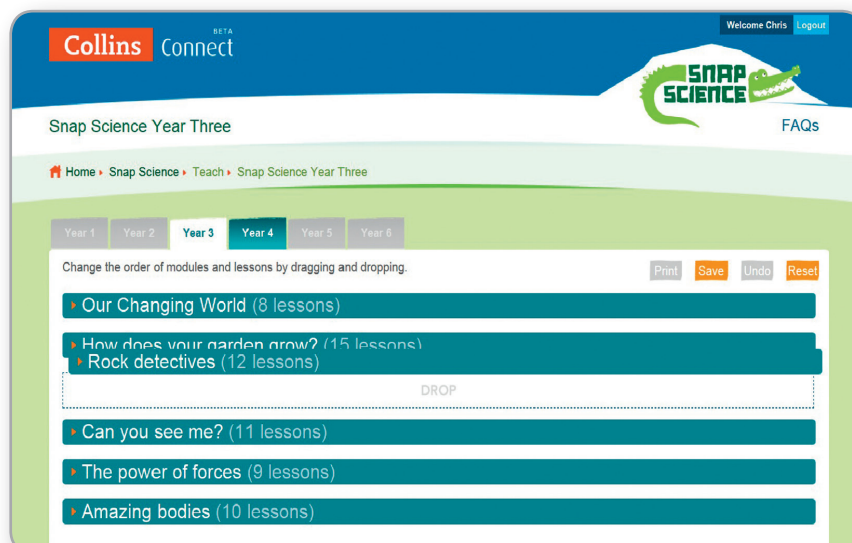 Welcome Chris Logout
BETA
Collins Connect
SNAP
SCIENCE
Snap Science Year Three
FAQs
Home Snap Science Teach Snap Science Year Three
Year 1 Year 2 Year 3 Year 4 Year 5 Year 6
Change the order of modules and lessons by dragging and dropping.
Print Save Undo Reset
Our Changing World (8 lessons)
How does your garden grow? (15 lessons)
Rock detectives (12 lessons)
DROP
Can you see me? (11 lessons)
The power of forces (9 lessons)
Amazing bodies (10 lessons)